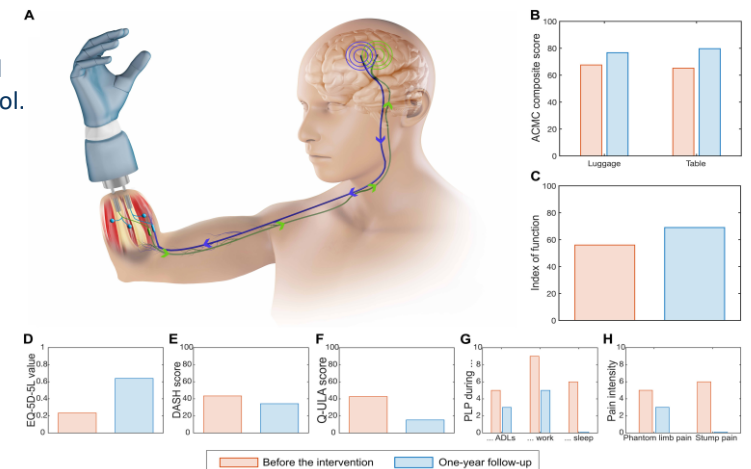 ol.
A
B
ACMC composite score
100
80
60
40
20
0
Luggage
Table
C
Index of function
100
80
60
40
20
0
D
EQ-5D-5L value
1
0.8
0.6
0.4
0.2
0
E
DASH score
100
80
60
40
20
0
F
Q-ULA score
100
80
60
40
20
0
G
PLP during ...
10
8
6
4
2
0
... ADLs
... work
... sleep
H
Pain intensity
10
8
6
4
2
0
Phantom limb pain
Stump pain
Before the intervention
One-year follow-up